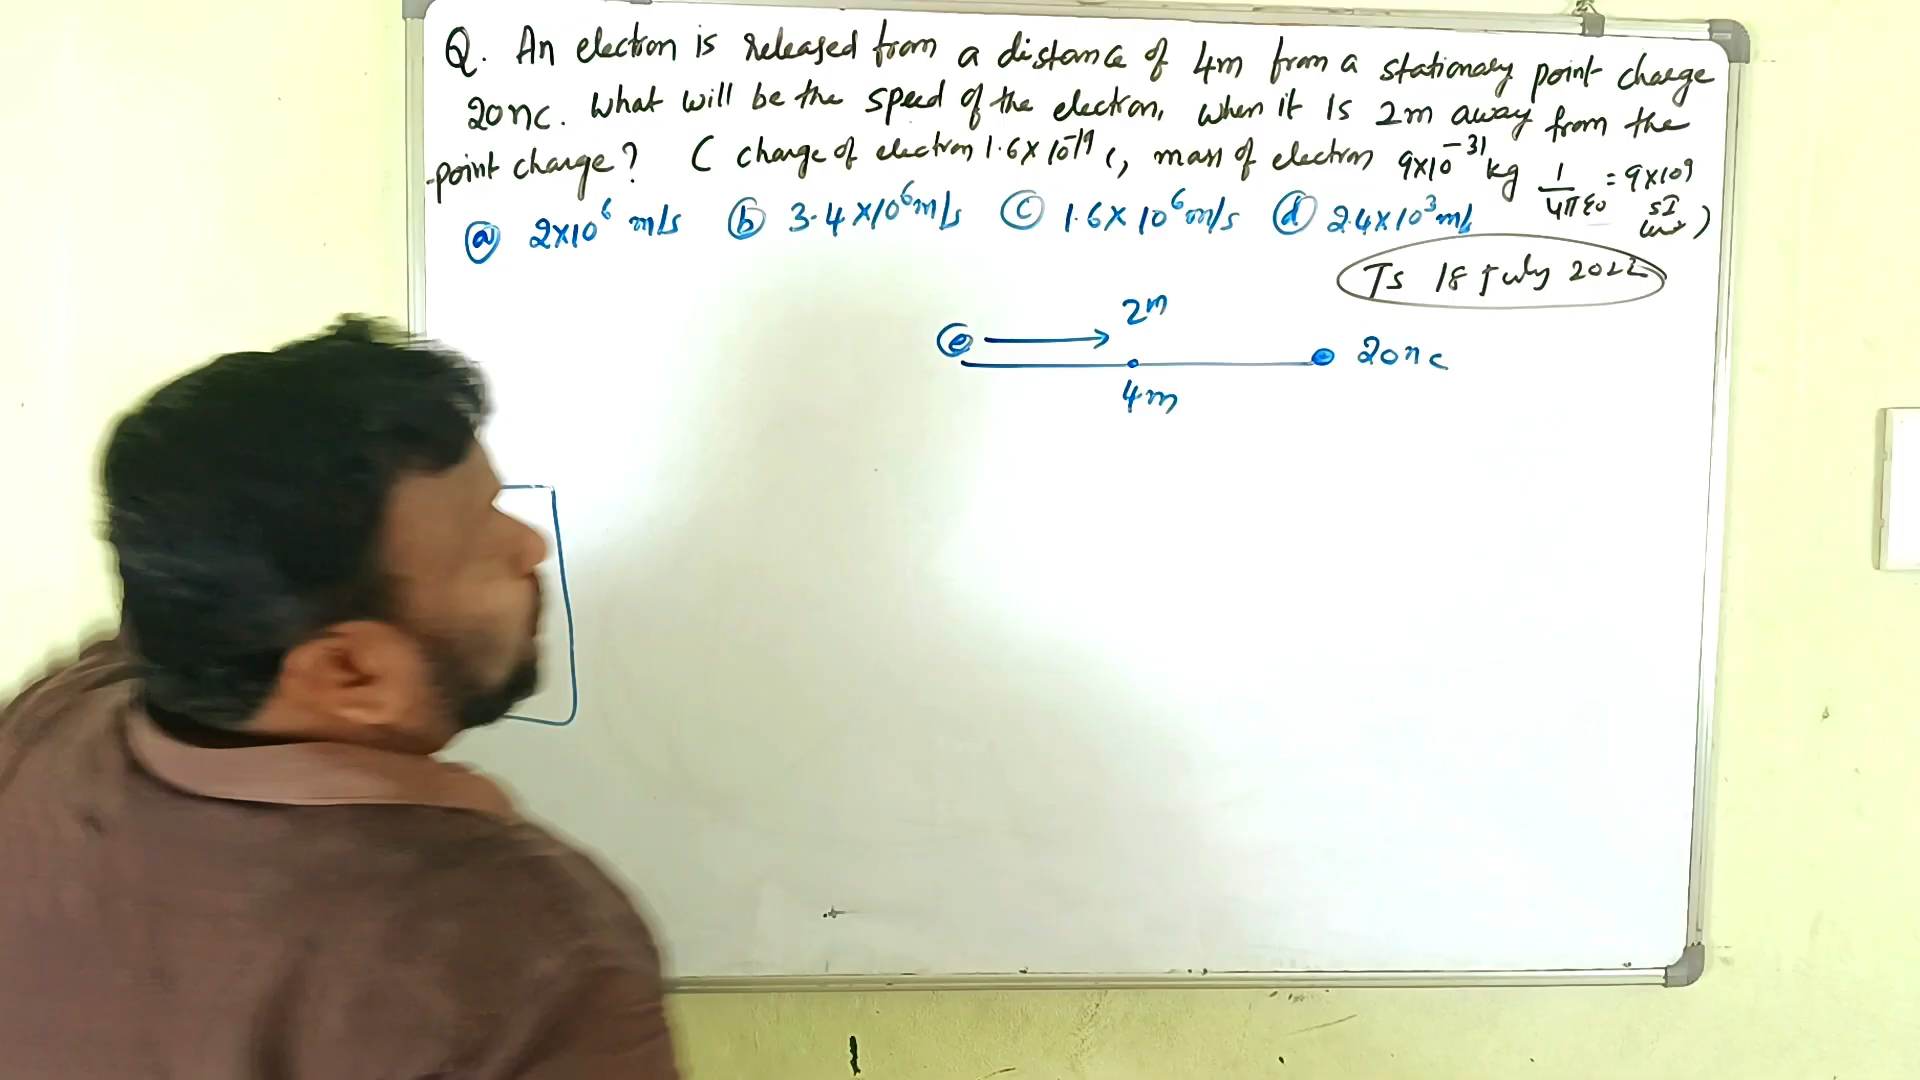 Q. An electron is released from a distance of 4m from a stationary point charge
20nc. What will be the speed of the electron, when it is 2m away from the
point charge? ( charge of electron 1.6×10⁻¹⁹ c, mass of electron 9×10⁻³¹ kg 1/4πε0 = 9×10⁹
SI unit )
(a) 2×10⁶ m/s (b) 3.4×10⁶ m/s (c) 1.6×10⁶ m/s (d) 2.4×10³ m/s
TS 18 July 2022
2m
e
20nc
4m